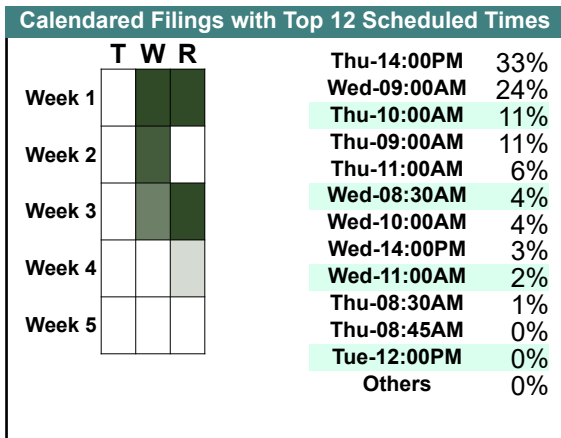 Calendared Filings with Top 12 Scheduled Times
T W R
Week 1
Week 2
Week 3
Week 4
Week 5
Thu-14:00PM 33%
Wed-09:00AM 24%
Thu-10:00AM 11%
Thu-09:00AM 11%
Thu-11:00AM 6%
Wed-08:30AM 4%
Wed-10:00AM 4%
Wed-14:00PM 3%
Wed-11:00AM 2%
Thu-08:30AM 1%
Thu-08:45AM 0%
Tue-12:00PM 0%
Others 0%